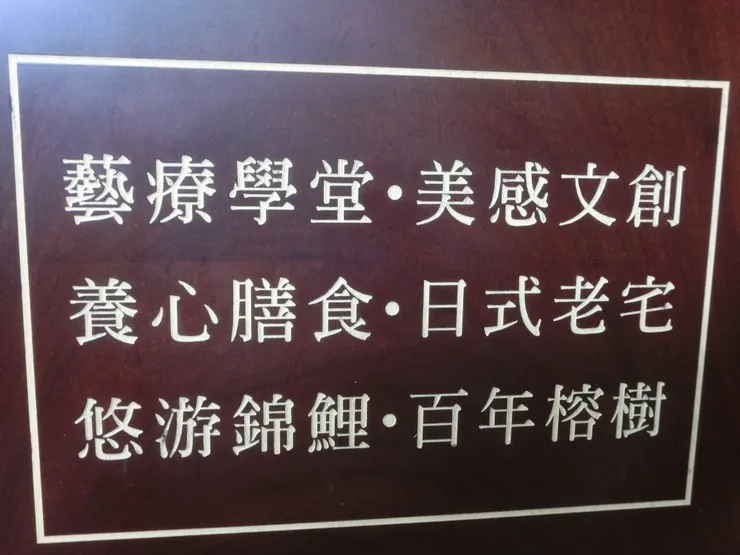 藝療學堂·美感文創
養心膳食·日式老宅
悠游錦鯉·百年榕樹